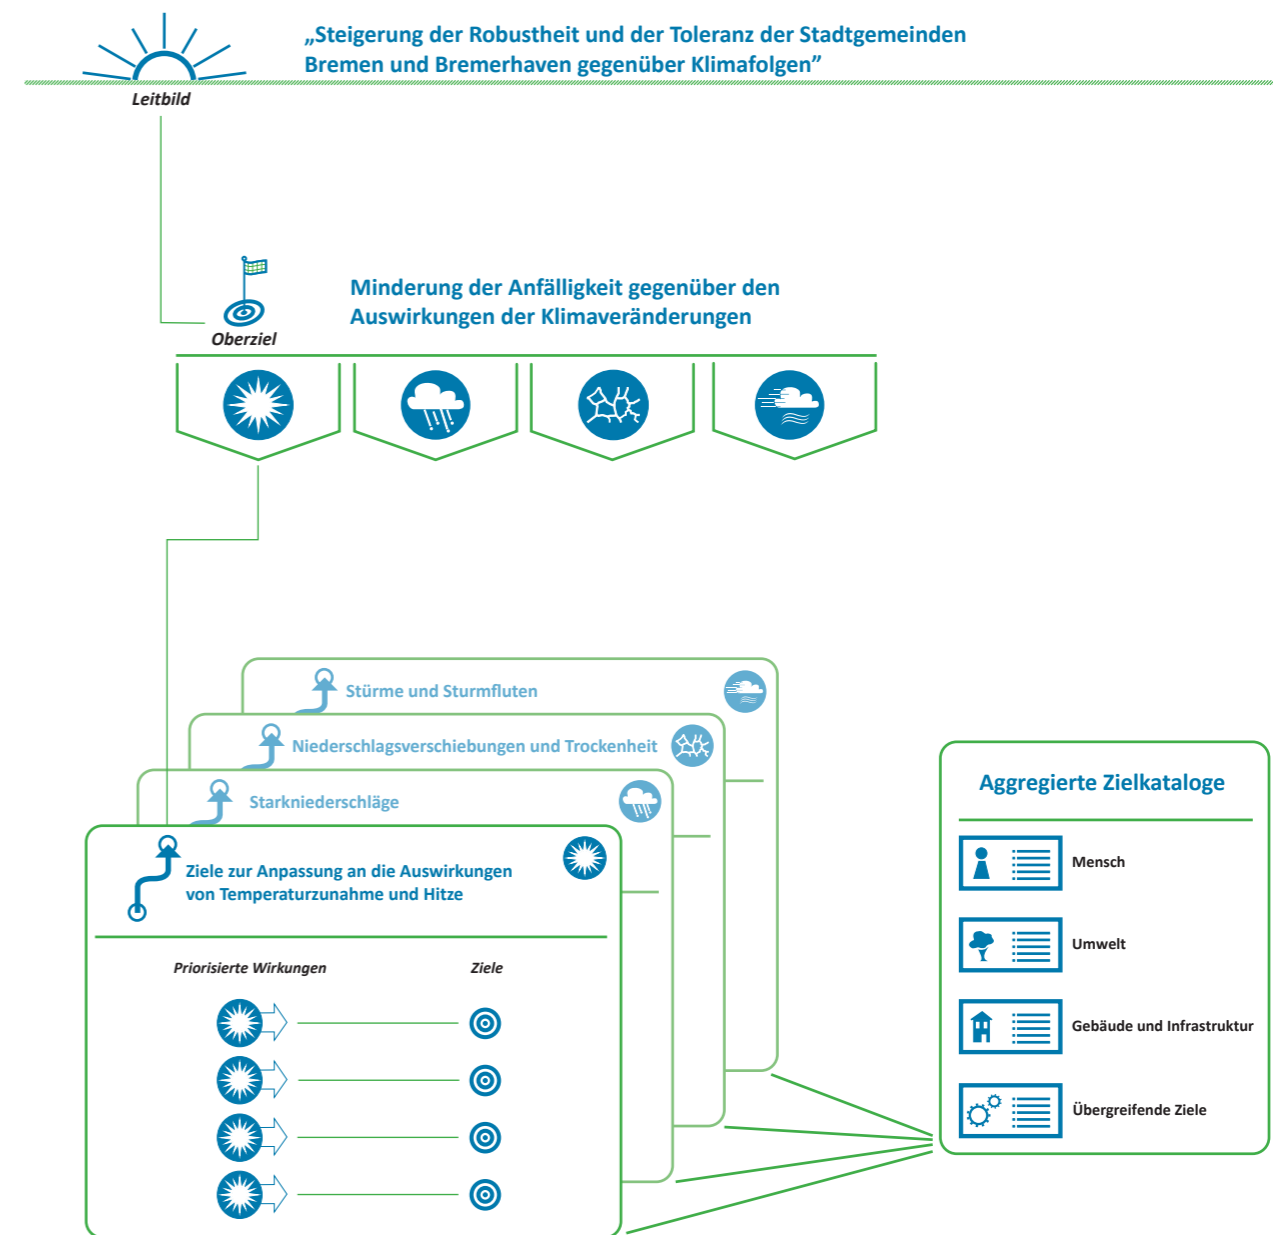 „Steigerung der Robustheit und der Toleranz der Stadtgemeinden
Bremen und Bremerhaven gegenüber Klimafolgen”
Leitbild
Minderung der Anfälligkeit gegenüber den
Auswirkungen der Klimaveränderungen
Oberziel
Stürme und Sturmfluten
Niederschlagsverschiebungen und Trockenheit
Starkniederschläge
Ziele zur Anpassung an die Auswirkungen
von Temperaturzunahme und Hitze
Priorisierte Wirkungen
Ziele
Aggregierte Zielkataloge
Mensch
Umwelt
Gebäude und Infrastruktur
Übergreifende Ziele